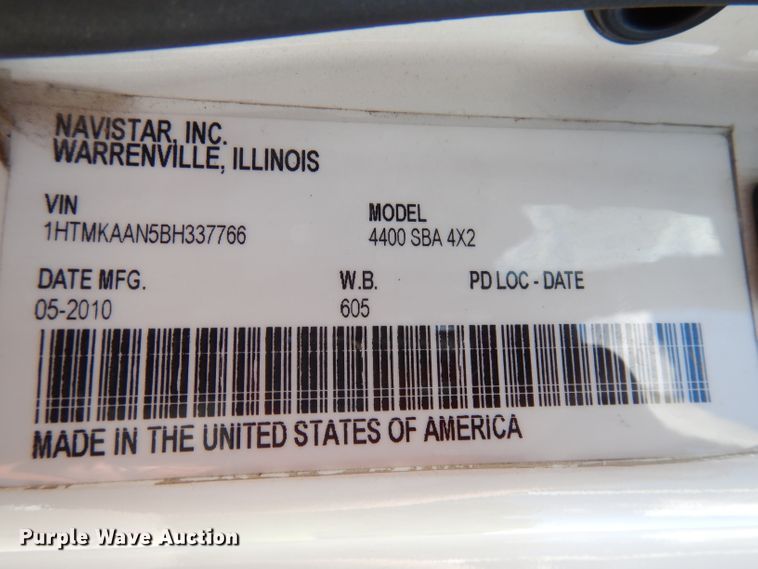 NAVISTAR, INC.
WARRENVILLE, ILLINOIS
VIN MODEL
1HTMKAAN5BH337766 4400 SBA 4X2
DATE MFG. W.B. PD LOC - DATE
05-2010 605
MADE IN THE UNITED STATES OF AMERICA
Purple Wave Auction